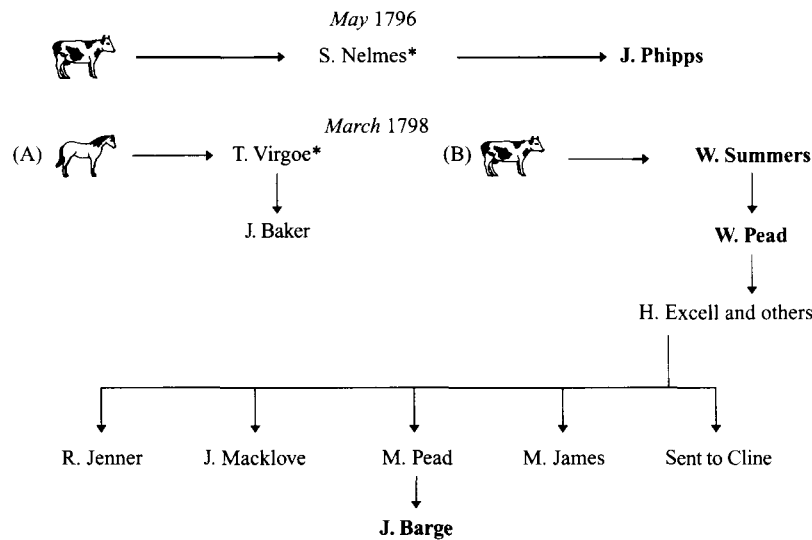 May 1796
S. Nelmes* J. Phipps
March 1798
(A) T. Virgoe* (B) W. Summers
J. Baker W. Pead
H. Excell and others
R. Jenner J. Macklove M. Pead M. James Sent to Cline
J. Barge